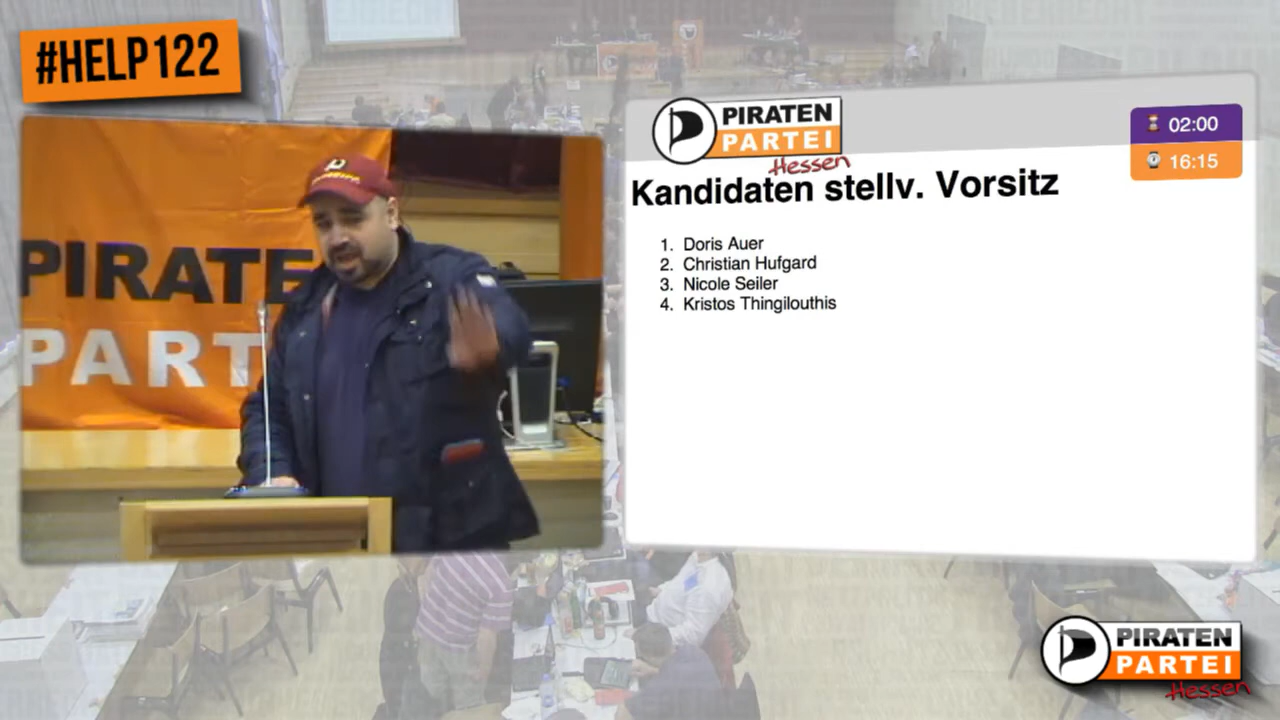 #HELP122
PIRATEN
PARTEI
Hessen
02:00
16:15
Kandidaten stellv. Vorsitz
1. Doris Auer
2. Christian Hufgard
3. Nicole Seiler
4. Kristos Thingilouthis
PIRATE
PART
PIRATEN
PARTEI
Hessen